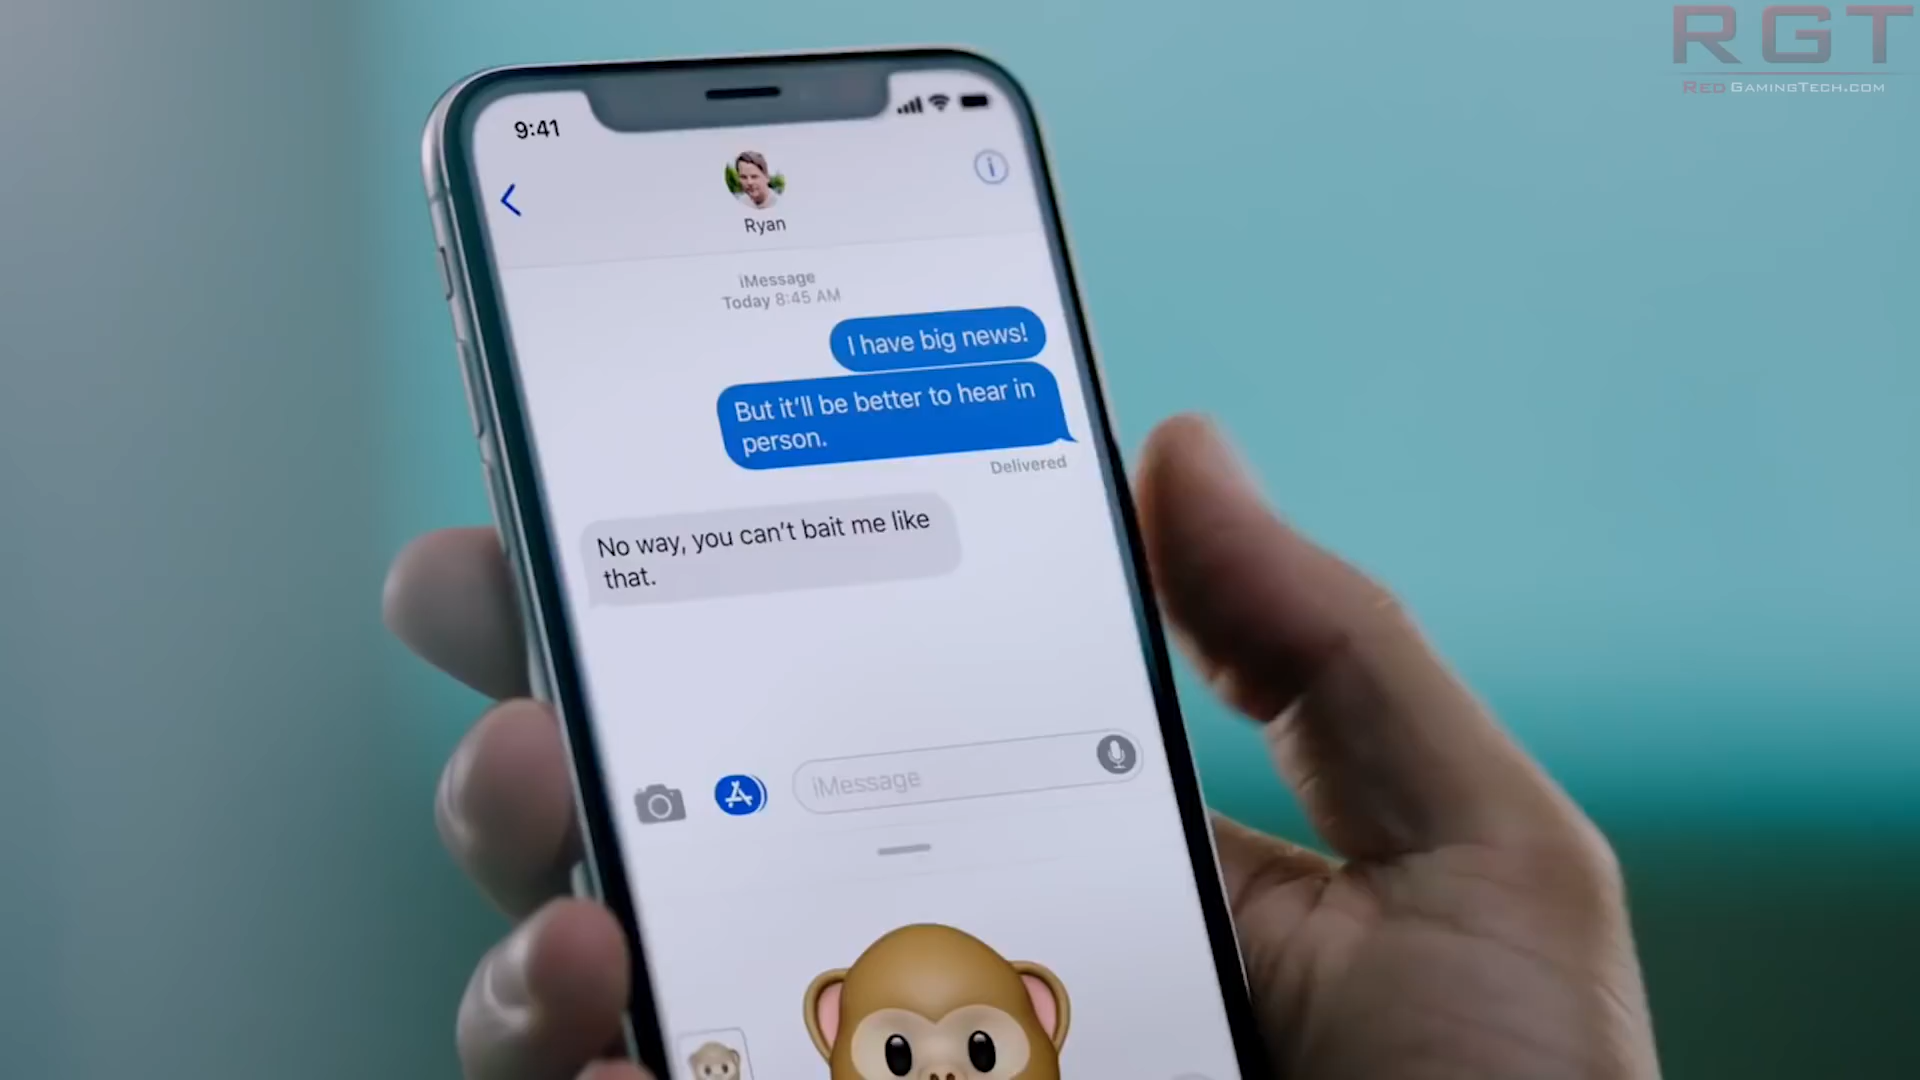 RGT
RED GAMINGTECH.COM
9:41
Ryan
iMessage
Today 8:45 AM
I have big news!
But it'll be better to hear in
person.
Delivered
No way, you can't bait me like
that.
iMessage